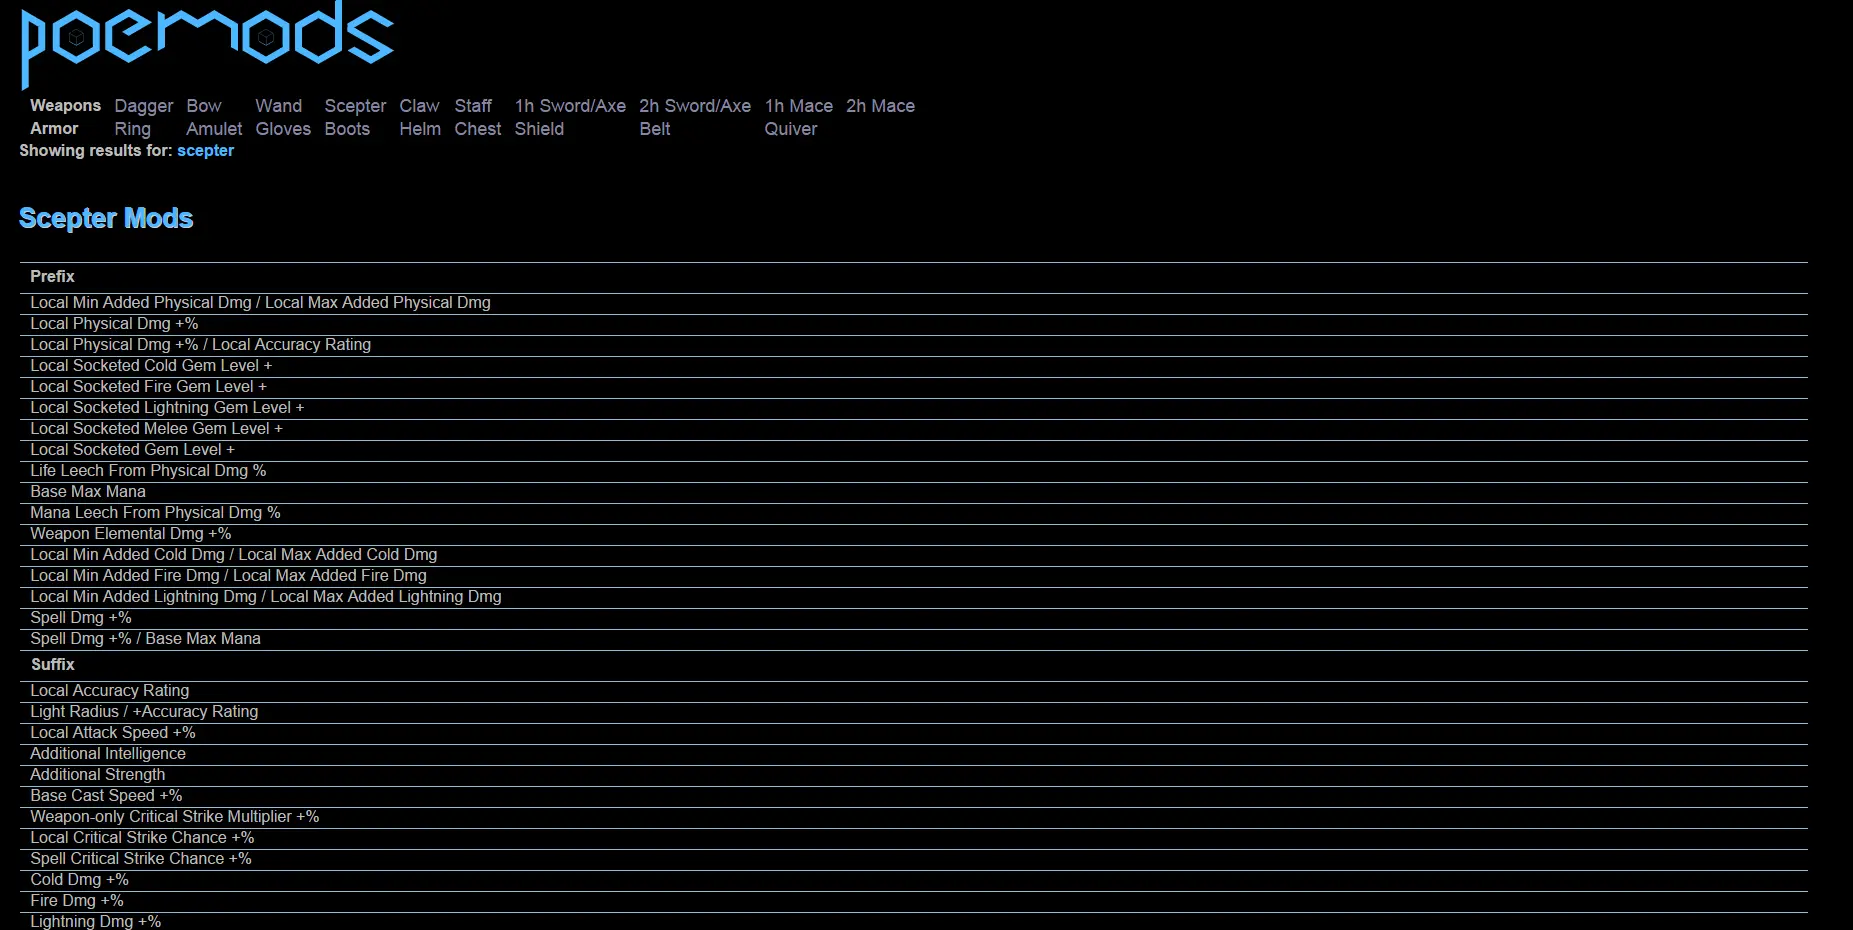 poemods
Weapons Dagger Bow Wand Scepter Claw Staff 1h Sword/Axe 2h Sword/Axe 1h Mace 2h Mace
Armor Ring Amulet Gloves Boots Helm Chest Shield Belt Quiver
Showing results for: scepter
Scepter Mods
Prefix
Local Min Added Physical Dmg / Local Max Added Physical Dmg
Local Physical Dmg +%
Local Physical Dmg +% / Local Accuracy Rating
Local Socketed Cold Gem Level +
Local Socketed Fire Gem Level +
Local Socketed Lightning Gem Level +
Local Socketed Melee Gem Level +
Local Socketed Gem Level +
Life Leech From Physical Dmg %
Base Max Mana
Mana Leech From Physical Dmg %
Weapon Elemental Dmg +%
Local Min Added Cold Dmg / Local Max Added Cold Dmg
Local Min Added Fire Dmg / Local Max Added Fire Dmg
Local Min Added Lightning Dmg / Local Max Added Lightning Dmg
Spell Dmg +%
Spell Dmg +% / Base Max Mana
Suffix
Local Accuracy Rating
Light Radius / +Accuracy Rating
Local Attack Speed +%
Additional Intelligence
Additional Strength
Base Cast Speed +%
Weapon-only Critical Strike Multiplier +%
Local Critical Strike Chance +%
Spell Critical Strike Chance +%
Cold Dmg +%
Fire Dmg +%
Lightning Dmg +%